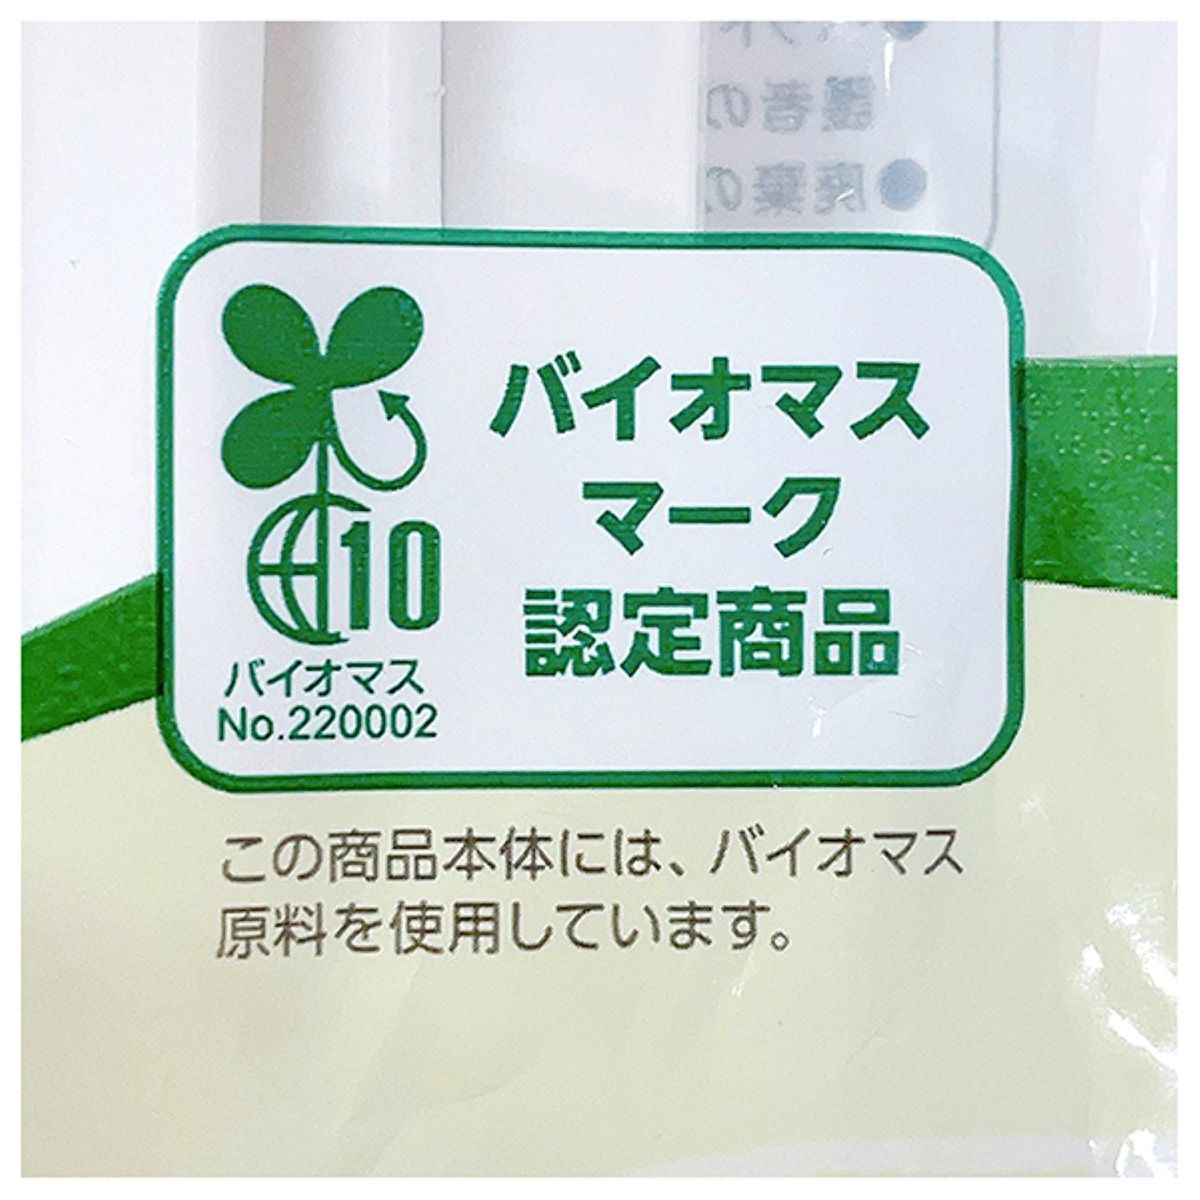 バイオマス
マーク
認定商品
10
バイオマス
No.220002
この商品本体には、バイオマス
原料を使用しています。